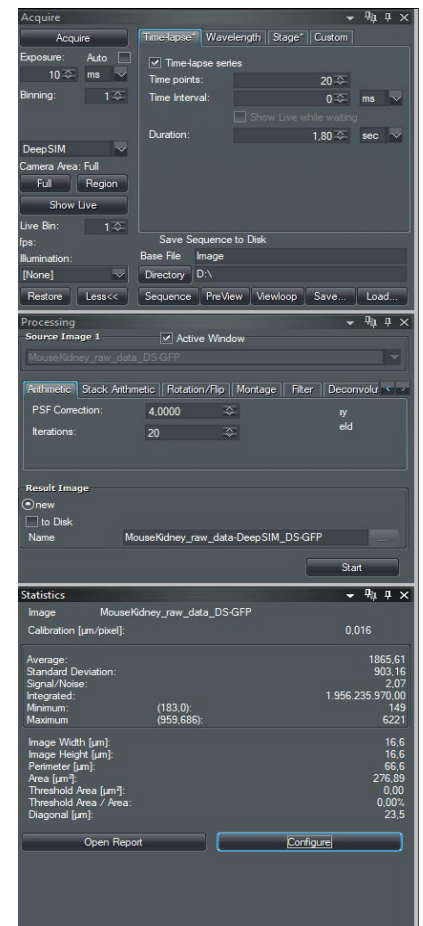 Acquire
Acquire
Time-lapse* Wavelength Stage* Custom
Exposure: Auto
10 ms
Binning: 1
Time-lapse series
Time points: 20
Time Interval: 0 ms
Show Live while waiting
Duration: 1,80 sec
DeepSIM
Camera Area: Full
Full Region
Show Live
Live Bin: 1
fps:
Illumination:
[None]
Restore Less<<
Save Sequence to Disk
Base File Image
Directory D:\
Sequence PreView Viewloop Save... Load...
Processing
Source Image 1 Active Window
MouseKidney_raw_data_DS-GFP
Arithmetic Stack Arithmetic Rotation/Flip Montage Filter Deconvolu
PSF Correction: 4.0000
Iterations: 20
eld
Result Image
new
to Disk
Name MouseKidney_raw_data-DeepSIM_DS-GFP ...
Start
Statistics
Image MouseKidney_raw_data_DS-GFP
Calibration [µm/pixel]: 0,016
Average: 1865,61
Standard Deviation: 903,16
Signal/Noise: 2,07
Integrated: 1.956.235.970,00
Minimum: (183,0): 149
Maximum (959,686): 6221
Image Width [µm]: 16,6
Image Height [µm]: 16,6
Perimeter [µm]: 66,6
Area [µm²]: 276,89
Threshold Area [µm²]: 0,00
Threshold Area / Area: 0,00%
Diagonal [µm]: 23,5
Open Report Configure